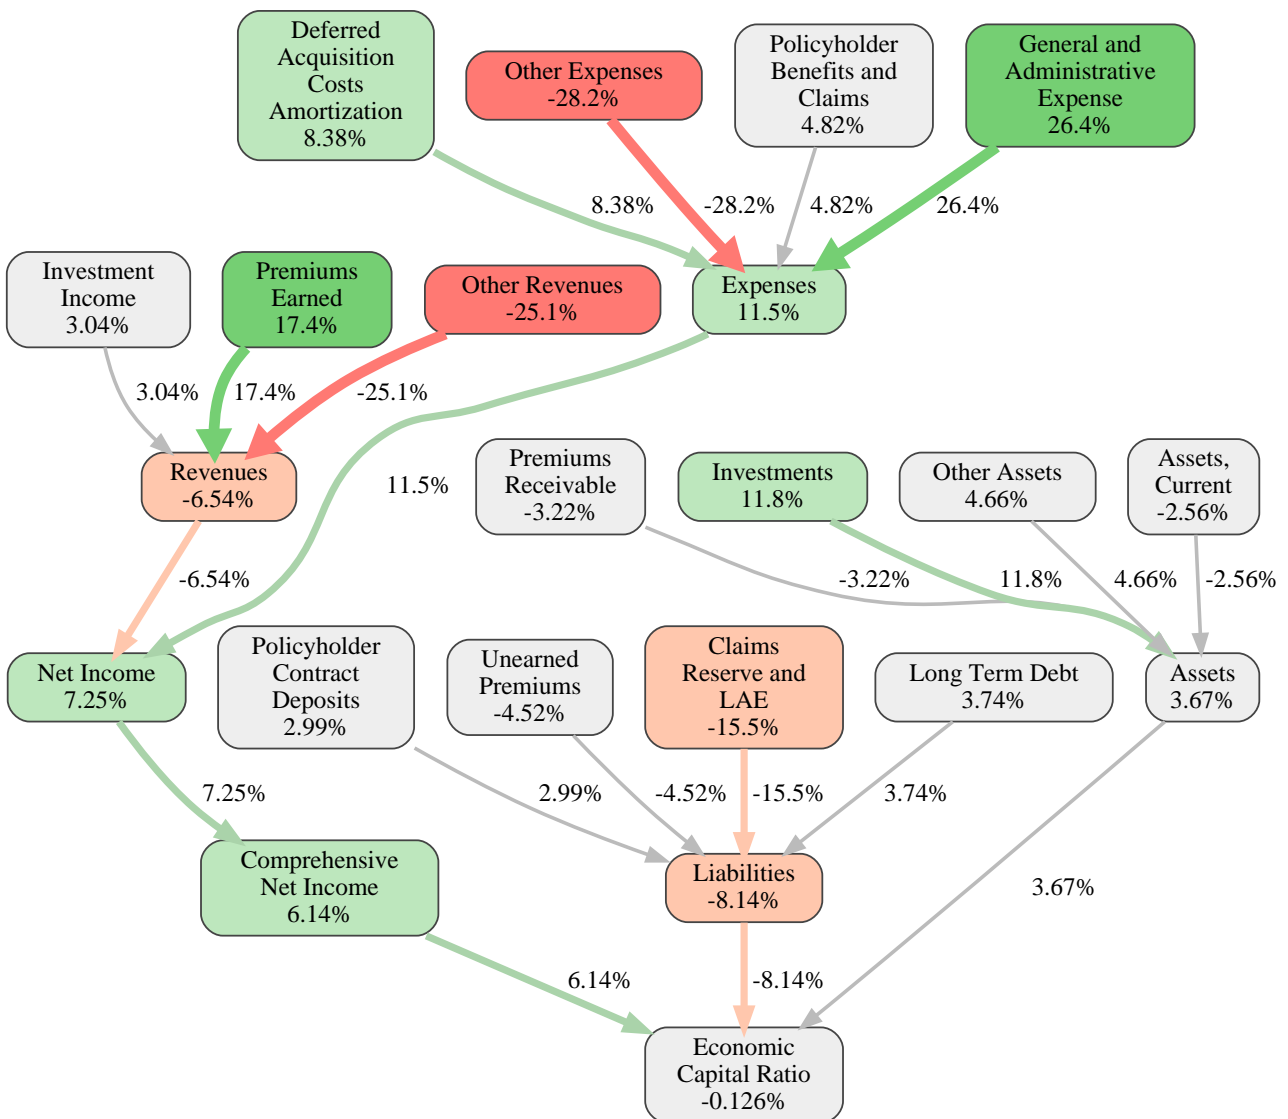 Deferred
Acquisition
Costs
Amortization
8.38%
Other Expenses
-28.2%
Policyholder
Benefits and
Claims
4.82%
General and
Administrative
Expense
26.4%
8.38%
-28.2%
4.82%
26.4%
Investment
Income
3.04%
Premiums
Earned
17.4%
Other Revenues
-25.1%
Expenses
11.5%
3.04%
17.4%
-25.1%
11.5%
Revenues
-6.54%
Premiums
Receivable
-3.22%
Investments
11.8%
Other Assets
4.66%
Assets,
Current
-2.56%
-6.54%
-3.22%
11.8%
4.66%
-2.56%
Net Income
7.25%
Policyholder
Contract
Deposits
2.99%
Unearned
Premiums
-4.52%
Claims
Reserve and
LAE
-15.5%
Long Term Debt
3.74%
Assets
3.67%
7.25%
2.99%
-4.52%
-15.5%
3.74%
3.67%
Comprehensive
Net Income
6.14%
Liabilities
-8.14%
6.14%
-8.14%
Economic
Capital Ratio
-0.126%